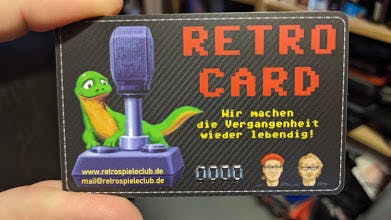 RETRO
CARD
Wir machen
die Vergangenheit
wieder lebendig!
0000
www.retrospieleclub.de
mail@retrospieleclub.de